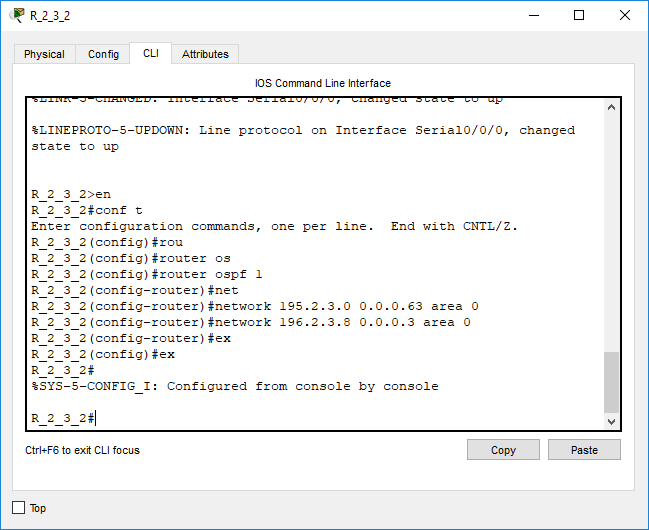 R_2_3_2
Physical Config CLI Attributes
IOS Command Line Interface
%LINK-5-CHANGED: Interface Serial0/0/0, changed state to up
%LINEPROTO-5-UPDOWN: Line protocol on Interface Serial0/0/0, changed
state to up
R_2_3_2>en
R_2_3_2#conf t
Enter configuration commands, one per line.  End with CNTL/Z.
R_2_3_2(config)#rou
R_2_3_2(config)#router os
R_2_3_2(config)#router ospf 1
R_2_3_2(config-router)#net
R_2_3_2(config-router)#network 195.2.3.0 0.0.0.63 area 0
R_2_3_2(config-router)#network 196.2.3.8 0.0.0.3 area 0
R_2_3_2(config-router)#ex
R_2_3_2(config)#ex
R_2_3_2#
%SYS-5-CONFIG_I: Configured from console by console
R_2_3_2#
Ctrl+F6 to exit CLI focus
Copy Paste
Top